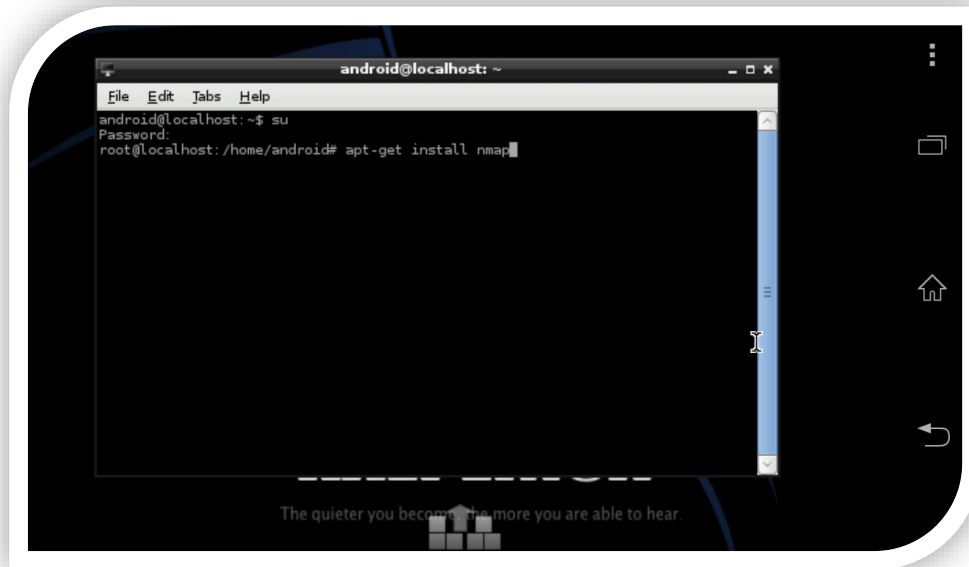 android@localhost: ~
File Edit Tabs Help
android@localhost:~$ su
Password:
root@localhost:/home/android# apt-get install nmap
The quieter you become, the more you are able to hear.